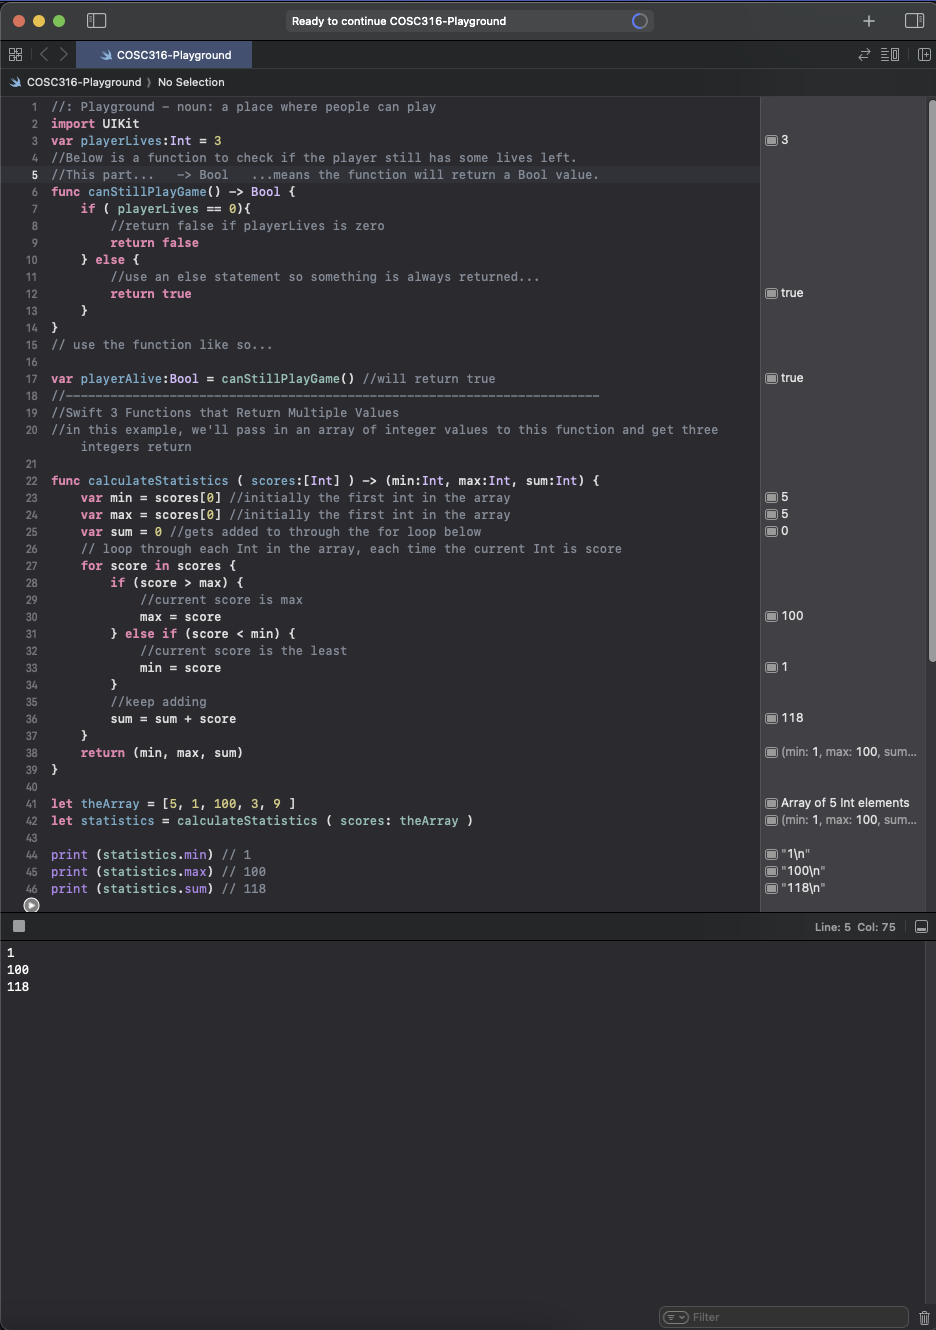 Ready to continue COSC316-Playground
COSC316-Playground
COSC316-Playground ⟩ No Selection
1 //: Playground - noun: a place where people can play
2 import UIKit
3 var playerLives:Int = 3
3
4 //Below is a function to check if the player still has some lives left.
5 //This part...   -> Bool   ...means the function will return a Bool value.
6 func canStillPlayGame() -> Bool {
7     if ( playerLives == 0){
8         //return false if playerLives is zero
9         return false
10     } else {
11         //use an else statement so something is always returned...
12         return true
true
13     }
14 }
15 // use the function like so...
16
17 var playerAlive:Bool = canStillPlayGame() //will return true
true
18 //------------------------------------------------------------------------
19 //Swift 3 Functions that Return Multiple Values
20 //in this example, we'll pass in an array of integer values to this function and get three
integers return
21
22 func calculateStatistics ( scores:[Int] ) -> (min:Int, max:Int, sum:Int) {
23     var min = scores[0] //initially the first int in the array
5
24     var max = scores[0] //initially the first int in the array
5
25     var sum = 0 //gets added to through the for loop below
0
26     // loop through each Int in the array, each time the current Int is score
27     for score in scores {
28         if (score > max) {
29             //current score is max
30             max = score
100
31         } else if (score < min) {
32             //current score is the least
33             min = score
1
34         }
35         //keep adding
36         sum = sum + score
118
37     }
38     return (min, max, sum)
(min: 1, max: 100, sum...
39 }
40
41 let theArray = [5, 1, 100, 3, 9 ]
Array of 5 Int elements
42 let statistics = calculateStatistics ( scores: theArray )
(min: 1, max: 100, sum...
43
44 print (statistics.min) // 1
"1\n"
45 print (statistics.max) // 100
"100\n"
46 print (statistics.sum) // 118
"118\n"
Line: 5 Col: 75
1
100
118
Filter